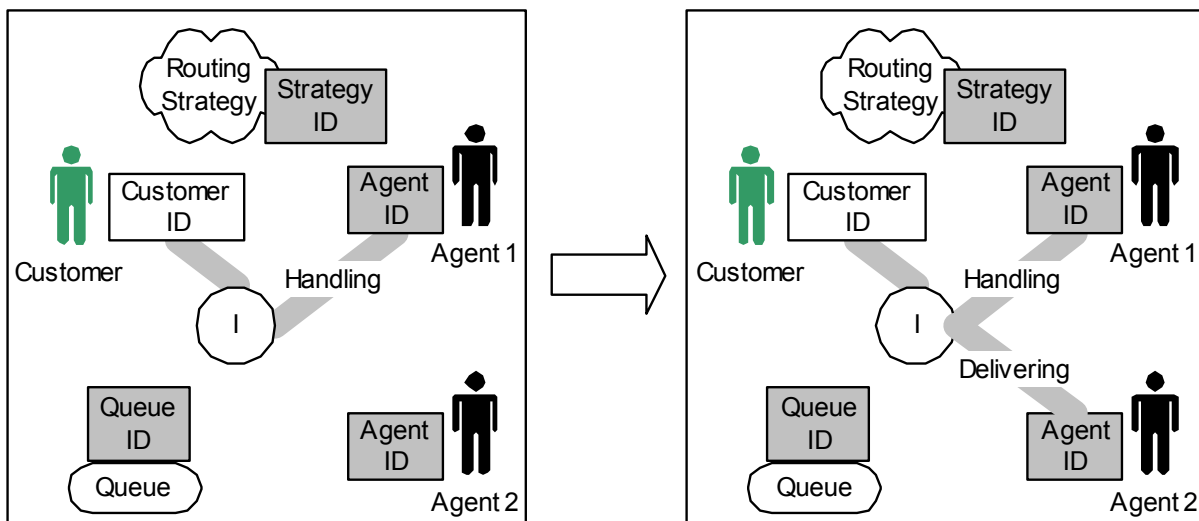 Routing
Strategy
Strategy
ID
Customer
ID
Agent
ID
Customer
Agent 1
Handling
I
Queue
ID
Queue
Agent
ID
Agent 2
Routing
Strategy
Strategy
ID
Customer
ID
Agent
ID
Customer
Agent 1
Handling
I
Delivering
Queue
ID
Queue
Agent
ID
Agent 2